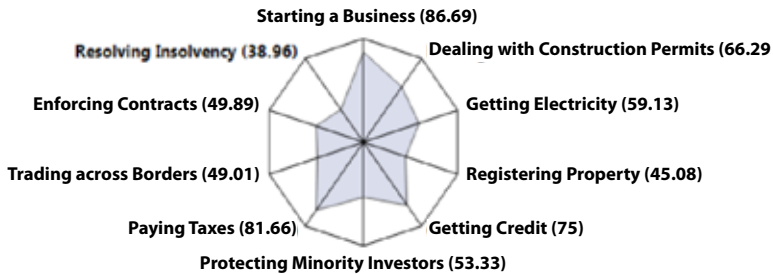 Starting a Business (86.69)
Resolving Insolvency (38.96)
Dealing with Construction Permits (66.29
Enforcing Contracts (49.89)
Getting Electricity (59.13)
Trading across Borders (49.01)
Registering Property (45.08)
Paying Taxes (81.66)
Getting Credit (75)
Protecting Minority Investors (53.33)